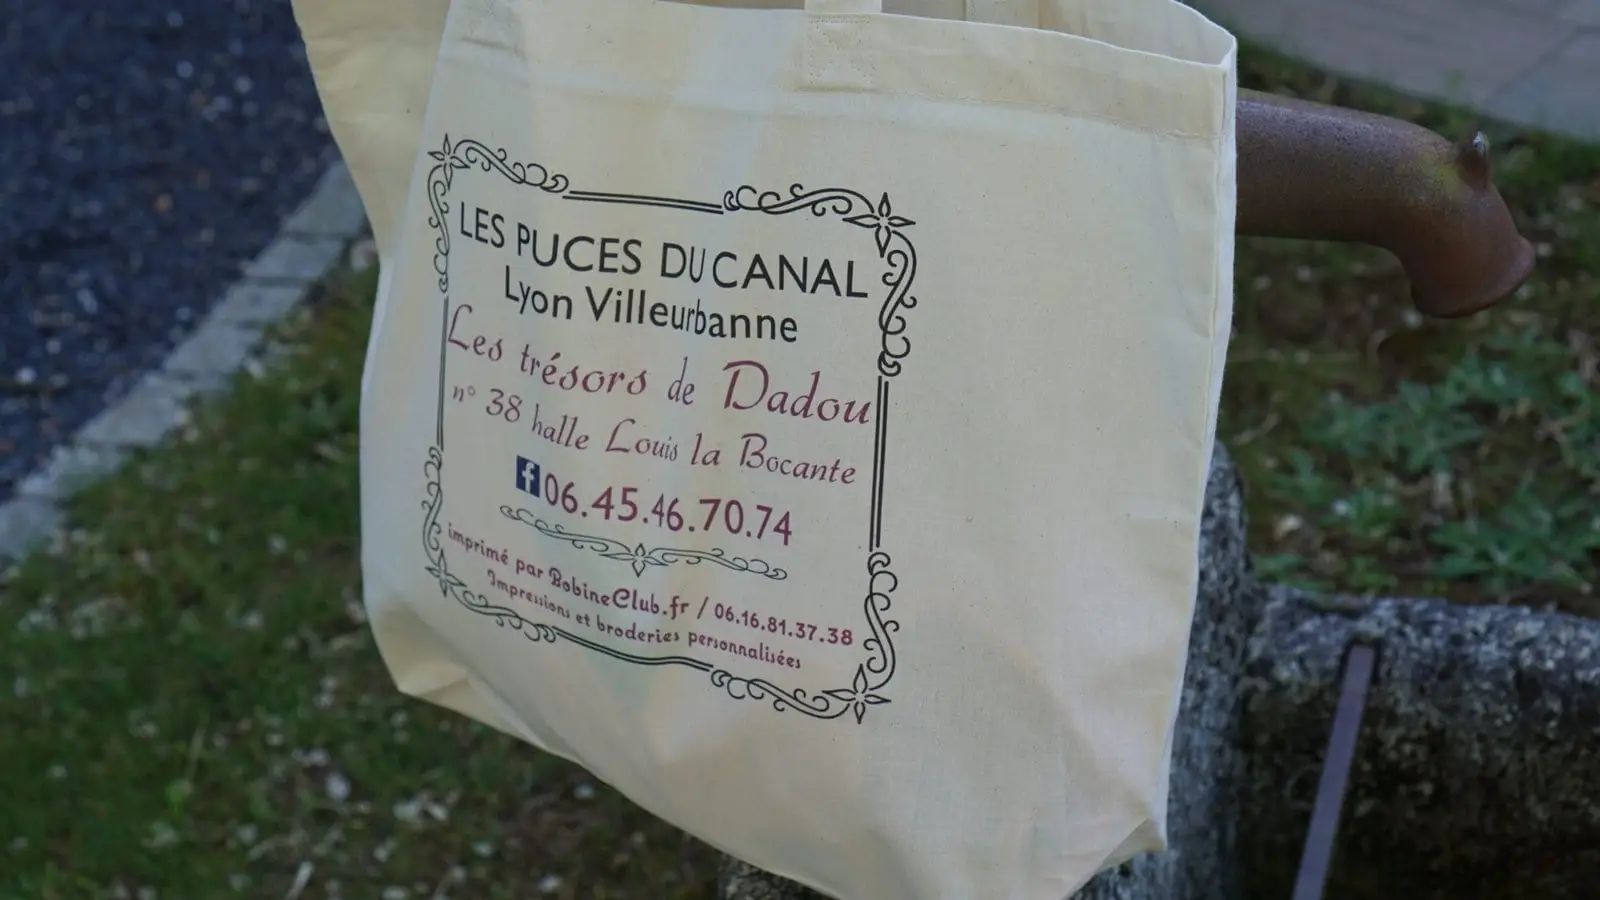 LES PUCES DU CANAL
Lyon Villeurbanne
Les trésors de Dadou
n° 38 halle Louis la Bocante
06.45.46.70.74
imprimé par BobineClub.fr / 06.16.81.37.38
Impressions et broderies personnalisées